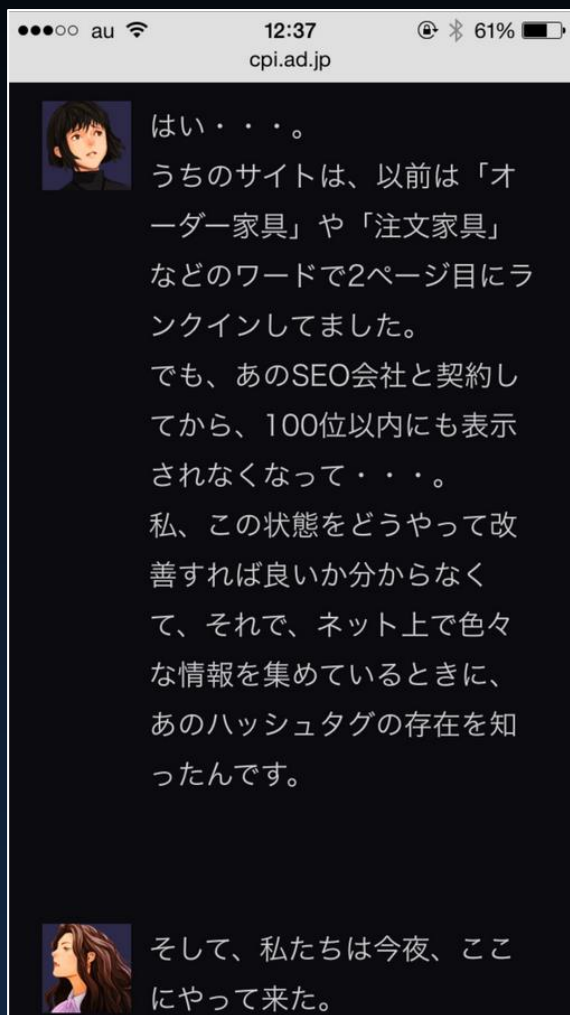 au 12:37 61%
cpi.ad.jp
はい・・・。
うちのサイトは、以前は「オ
ーダー家具」や「注文家具」
などのワードで2ページ目にラ
ンクインしてました。
でも、あのSEO会社と契約し
てから、100位以内にも表示
されなくなって・・・。
私、この状態をどうやって改
善すれば良いか分からなく
て、それで、ネット上で色々
な情報を集めているときに、
あのハッシュタグの存在を知
ったんです。
そして、私たちは今夜、ここ
にやって来た。